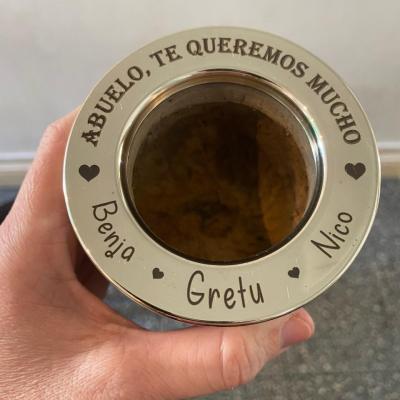 ABUELO, TE QUEREMOS MUCHO
Benja
Gretu
Nico